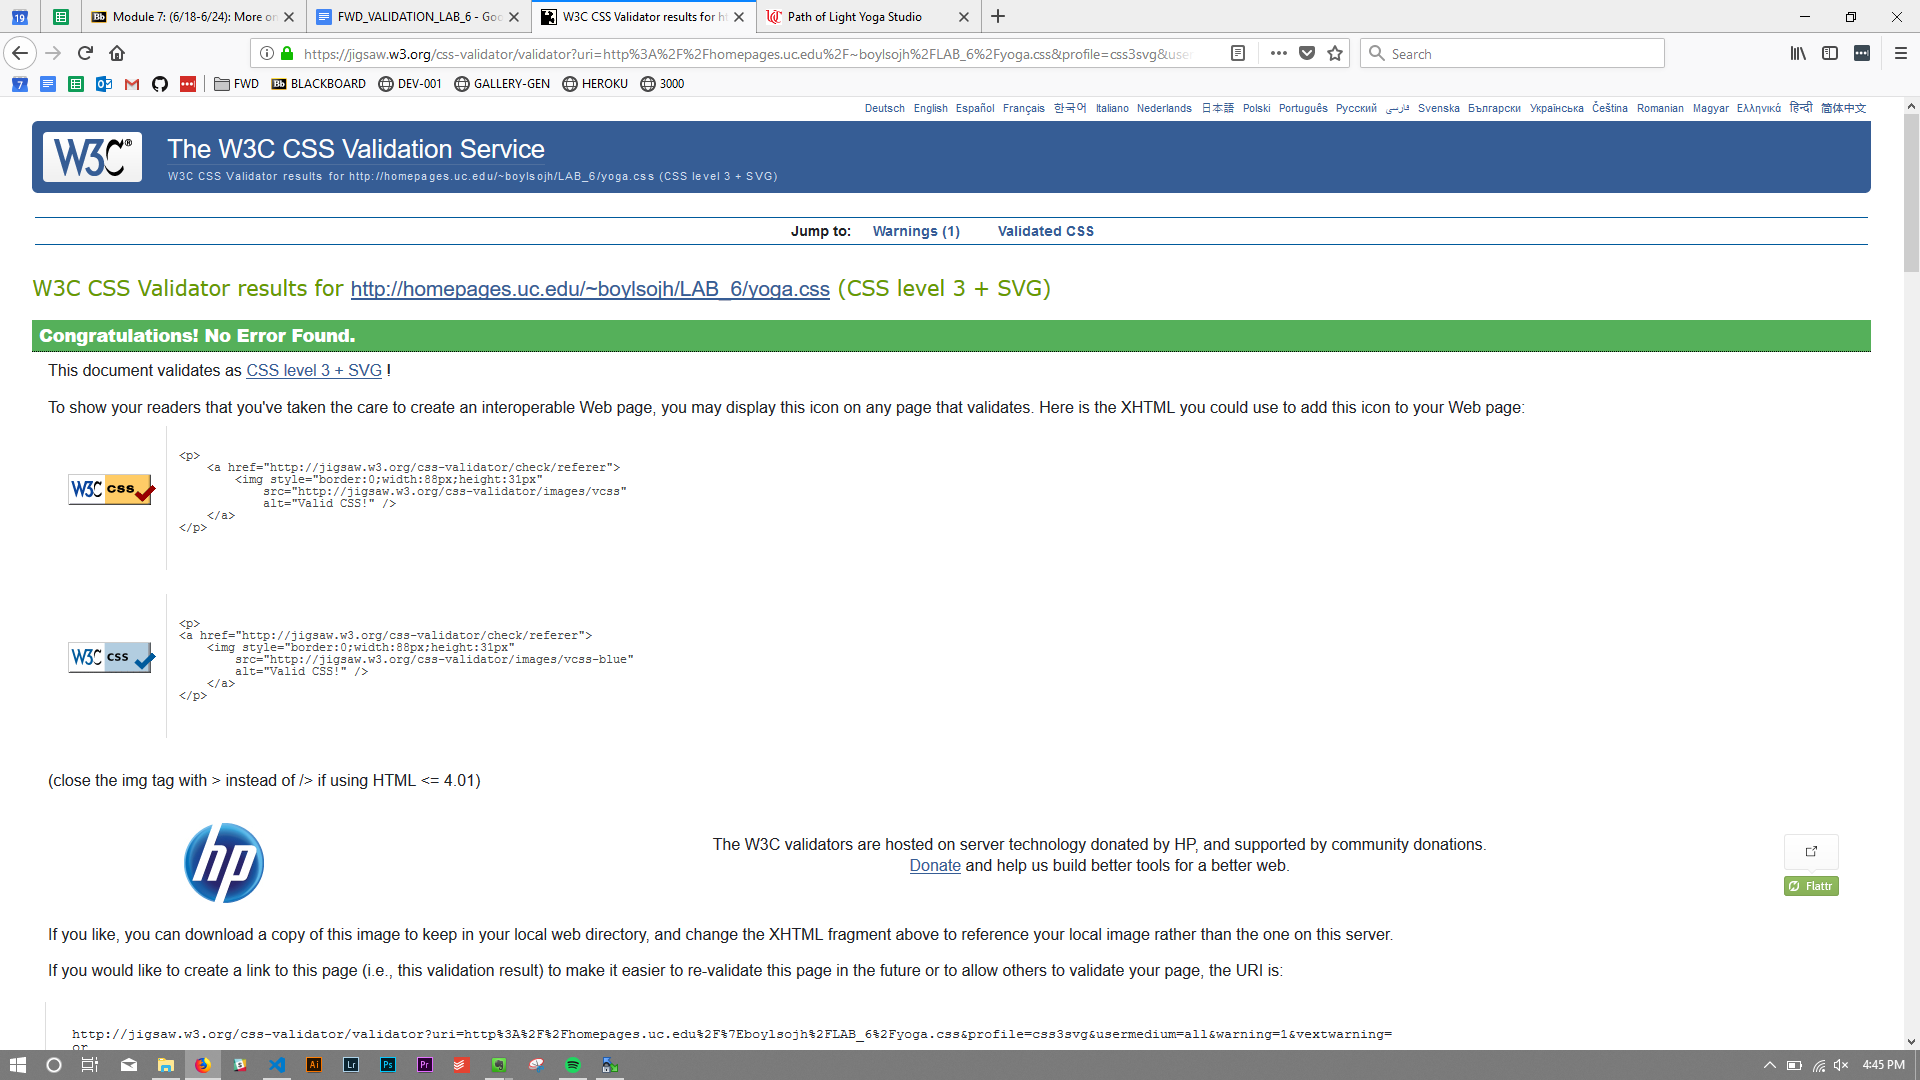 19
Bb Module 7: (6/18-6/24): More on
FWD_VALIDATION_LAB_6 - Goo
W3C CSS Validator results for ht
Path of Light Yoga Studio
https://jigsaw.w3.org/css-validator/validator?uri=http%3A%2F%2Fhomepages.uc.edu%2F~boylsojh%2FLAB_6%2Fyoga.css&profile=css3svg&use
Search
7
FWD
Bb BLACKBOARD
DEV-001
GALLERY-GEN
HEROKU
3000
Deutsch English Español Français 한국어 Italiano Nederlands 日本語 Polski Português Русский فارسی Svenska Български Українська Čeština Romanian Magyar Ελληνικά हिन्दी 简体中文
W3C®
The W3C CSS Validation Service
W3C CSS Validator results for http://homepages.uc.edu/~boylsojh/LAB_6/yoga.css (CSS level 3 + SVG)
Jump to: Warnings (1) Validated CSS
W3C CSS Validator results for http://homepages.uc.edu/~boylsojh/LAB_6/yoga.css (CSS level 3 + SVG)
Congratulations! No Error Found.
This document validates as CSS level 3 + SVG !
To show your readers that you've taken the care to create an interoperable Web page, you may display this icon on any page that validates. Here is the XHTML you could use to add this icon to your Web page:
W3C CSS
<p>
<a href="http://jigsaw.w3.org/css-validator/check/referer">
<img style="border:0;width:88px;height:31px"
src="http://jigsaw.w3.org/css-validator/images/vcss"
alt="Valid CSS!" />
</a>
</p>
W3C CSS
<p>
<a href="http://jigsaw.w3.org/css-validator/check/referer">
<img style="border:0;width:88px;height:31px"
src="http://jigsaw.w3.org/css-validator/images/vcss-blue"
alt="Valid CSS!" />
</a>
</p>
(close the img tag with > instead of /> if using HTML <= 4.01)
hp
The W3C validators are hosted on server technology donated by HP, and supported by community donations.
Donate and help us build better tools for a better web.
Flattr
If you like, you can download a copy of this image to keep in your local web directory, and change the XHTML fragment above to reference your local image rather than the one on this server.
If you would like to create a link to this page (i.e., this validation result) to make it easier to re-validate this page in the future or to allow others to validate your page, the URI is:
http://jigsaw.w3.org/css-validator/validator?uri=http%3A%2F%2Fhomepages.uc.edu%2F%7Eboylsojh%2FLAB_6%2Fyoga.css&profile=css3svg&usermedium=all&warning=1&vextwarning=
or
Ai
Lr
Ps
Pr
4:45 PM